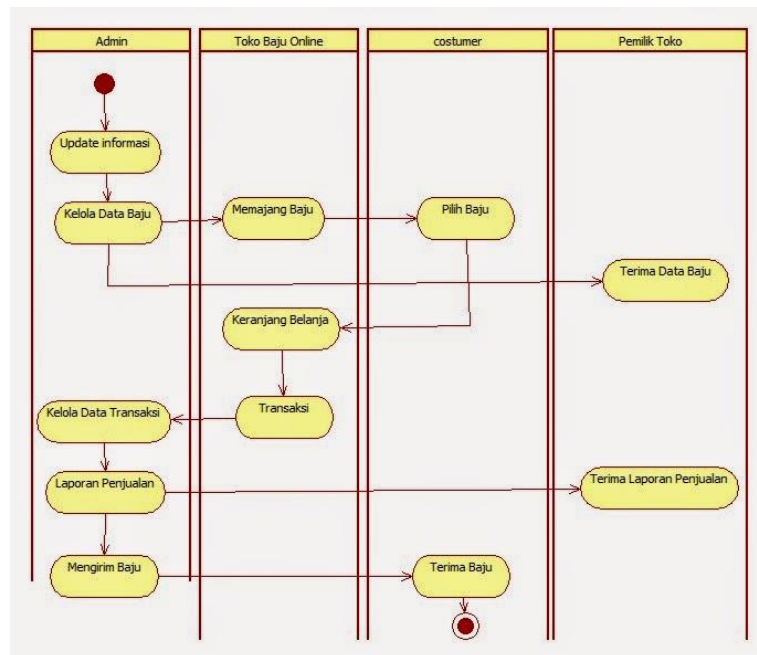 Admin
Toko Baju Online
costumer
Pemilik Toko
Update informasi
Kelola Data Baju
Memajang Baju
Pilih Baju
Terima Data Baju
Keranjang Belanja
Transaksi
Kelola Data Transaksi
Laporan Penjualan
Terima Laporan Penjualan
Mengirim Baju
Terima Baju